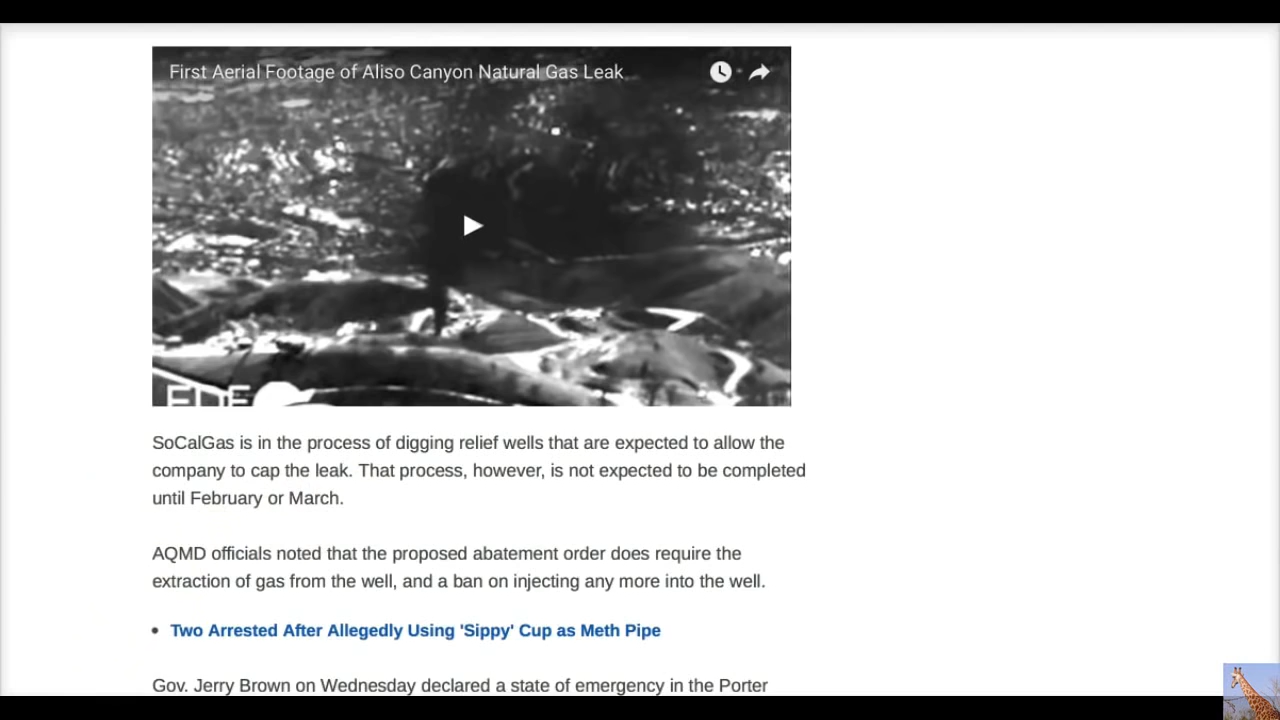 First Aerial Footage of Aliso Canyon Natural Gas Leak
EDF
SoCalGas is in the process of digging relief wells that are expected to allow the
company to cap the leak. That process, however, is not expected to be completed
until February or March.
AQMD officials noted that the proposed abatement order does require the
extraction of gas from the well, and a ban on injecting any more into the well.
• Two Arrested After Allegedly Using 'Sippy' Cup as Meth Pipe
Gov. Jerry Brown on Wednesday declared a state of emergency in the Porter